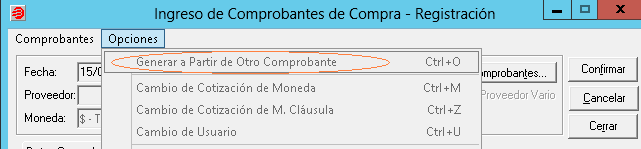 Ingreso de Comprobantes de Compra - Registración
Comprobantes Opciones
Generar a Partir de Otro Comprobante Ctrl+O
Fecha: 15/0 Confirmar
Cambio de Cotización de Moneda Ctrl+M
Proveedor: Proveedor Vario Cancelar
Cambio de Cotización de M. Cláusula Ctrl+Z
Moneda: $ - T
Cambio de Usuario Ctrl+U Cerrar